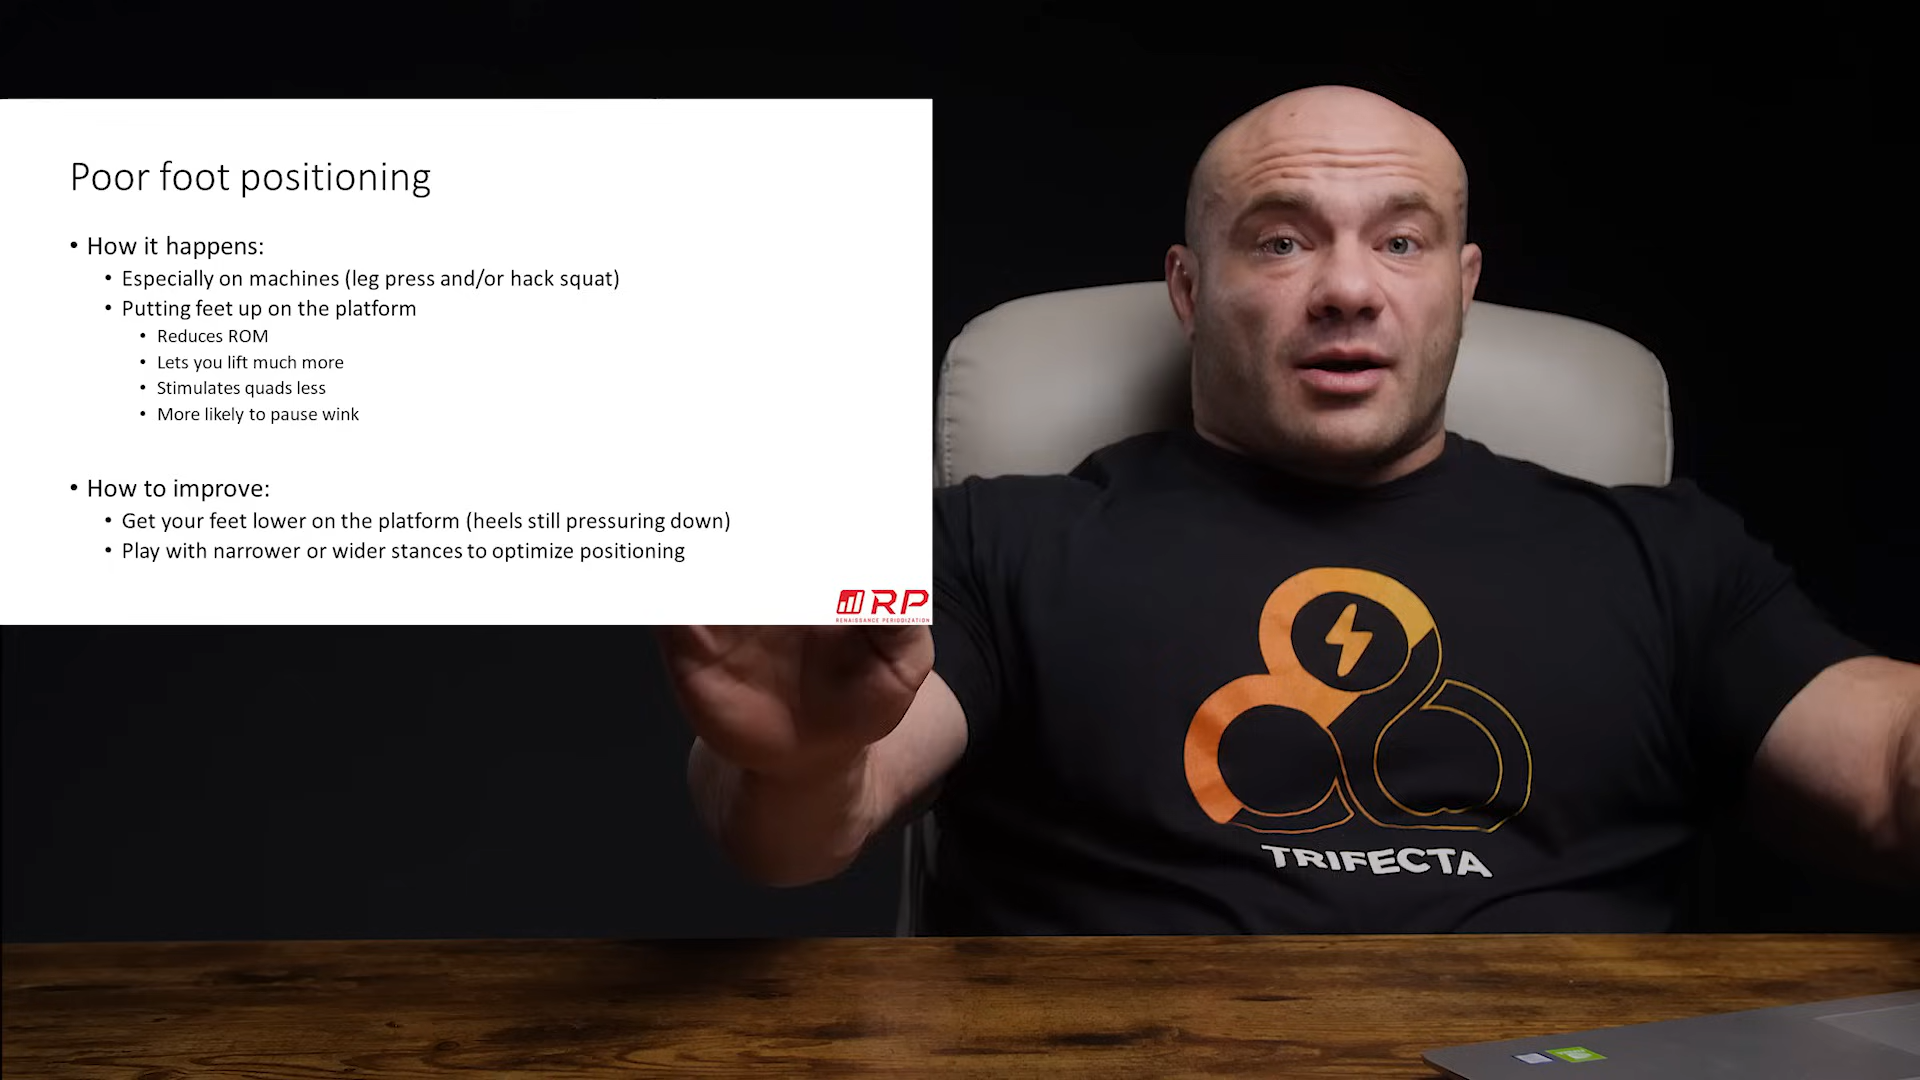 Poor foot positioning
• How it happens:
• Especially on machines (leg press and/or hack squat)
• Putting feet up on the platform
• Reduces ROM
• Lets you lift much more
• Stimulates quads less
• More likely to pause wink
• How to improve:
• Get your feet lower on the platform (heels still pressuring down)
• Play with narrower or wider stances to optimize positioning
RP
RENAISSANCE PERIODIZATION
TRIFECTA